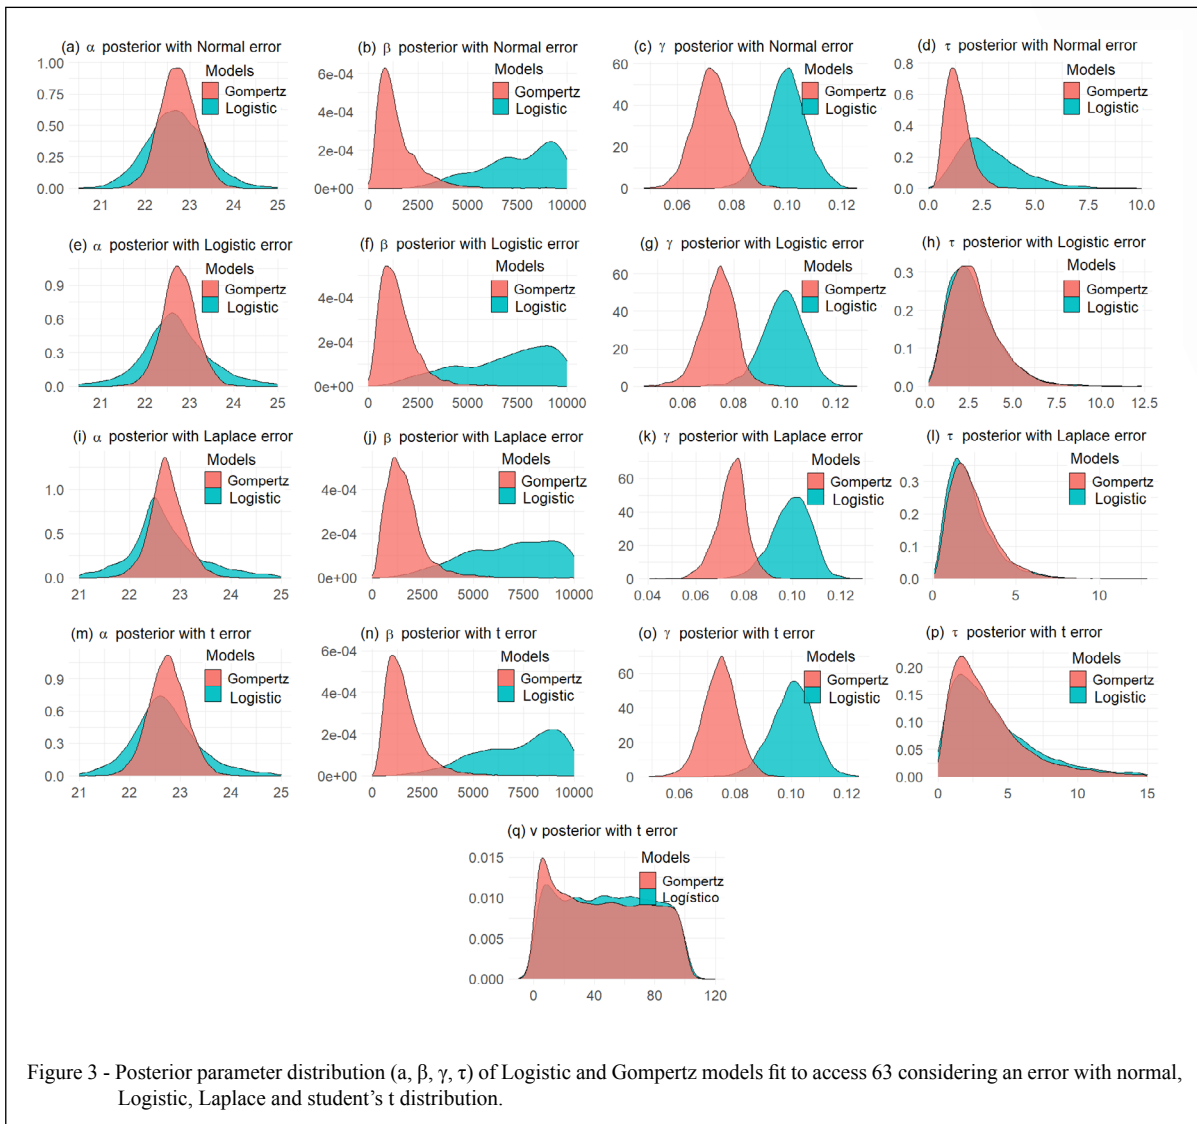 (a) α posterior with Normal error
Models
Gompertz
Logistic
1.00
0.75
0.50
0.25
0.00
21 22 23 24 25
(b) β posterior with Normal error
Models
Gompertz
Logistic
6e-04
4e-04
2e-04
0e+00
0 2500 5000 7500 10000
(c) γ posterior with Normal error
Models
Gompertz
Logistic
60
40
20
0
0.06 0.08 0.10 0.12
(d) τ posterior with Normal error
Models
Gompertz
Logistic
0.8
0.6
0.4
0.2
0.0
0.0 2.5 5.0 7.5 10.0
(e) α posterior with Logistic error
Models
Gompertz
Logistic
0.9
0.6
0.3
0.0
21 22 23 24 25
(f) β posterior with Logistic error
Models
Gompertz
Logistic
4e-04
2e-04
0e+00
0 2500 5000 7500 10000
(g) γ posterior with Logistic error
Models
Gompertz
Logistic
60
40
20
0
0.06 0.08 0.10 0.12
(h) τ posterior with Logistic error
Models
Gompertz
Logistic
0.3
0.2
0.1
0.0
0.0 2.5 5.0 7.5 10.0 12.5
(i) α posterior with Laplace error
Models
Gompertz
Logistic
1.0
0.5
0.0
21 22 23 24 25
(j) β posterior with Laplace error
Models
Gompertz
Logistic
4e-04
2e-04
0e+00
0 2500 5000 7500 10000
(k) γ posterior with Laplace error
Models
Gompertz
Logistic
60
40
20
0
0.04 0.06 0.08 0.10 0.12
(l) τ posterior with Laplace error
Models
Gompertz
Logistic
0.3
0.2
0.1
0.0
0 5 10
(m) α posterior with t error
Models
Gompertz
Logistic
0.9
0.6
0.3
0.0
21 22 23 24 25
(n) β posterior with t error
Models
Gompertz
Logistic
6e-04
4e-04
2e-04
0e+00
0 2500 5000 7500 10000
(o) γ posterior with t error
Models
Gompertz
Logistic
60
40
20
0
0.06 0.08 0.10 0.12
(p) τ posterior with t error
Models
Gompertz
Logistic
0.20
0.15
0.10
0.05
0.00
0 5 10 15
(q) v posterior with t error
Models
Gompertz
Logístico
0.015
0.010
0.005
0.000
0 40 80 120
Figure 3 - Posterior parameter distribution (a, β, γ, τ) of Logistic and Gompertz models fit to access 63 considering an error with normal,
Logistic, Laplace and student’s t distribution.